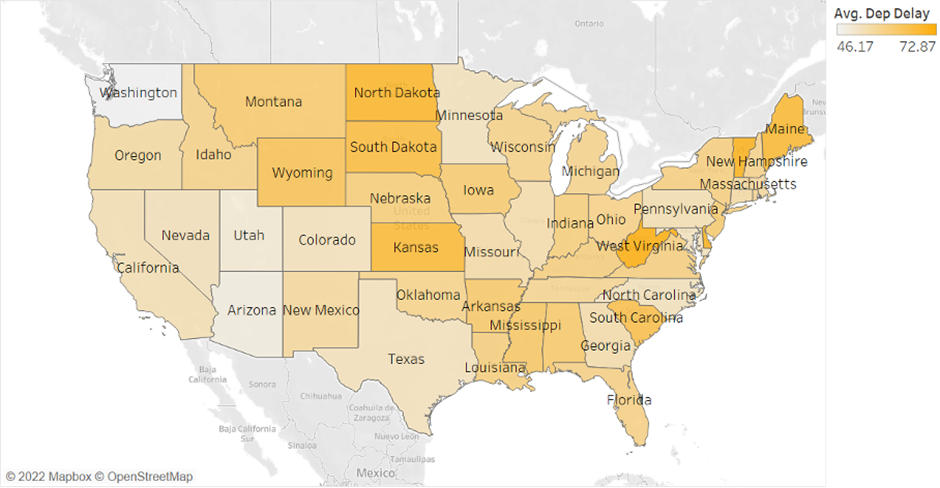 Avg. Dep Delay
46.17 72.87
Ontario
Washington
Montana
North Dakota
Minnesota
Oregon
Idaho
Wyoming
South Dakota
Wisconsin
Michigan
Maine
New Hampshire
Massachusetts
Nebraska
Iowa
United
States
Indiana
Ohio
Pennsylvania
Nevada
Utah
Colorado
Kansas
Missouri
West Virginia
California
Arizona
New Mexico
Oklahoma
Arkansas
North Carolina
South Carolina
Mississippi
Georgia
Texas
Louisiana
Florida
Baja
California
Sonora
Chihuahua
Coahuila de
Zaragoza
Baja California
Sur
Nuevo León
Sinaloa
Tamaulipas
Mexico
© 2022 Mapbox © OpenStreetMap